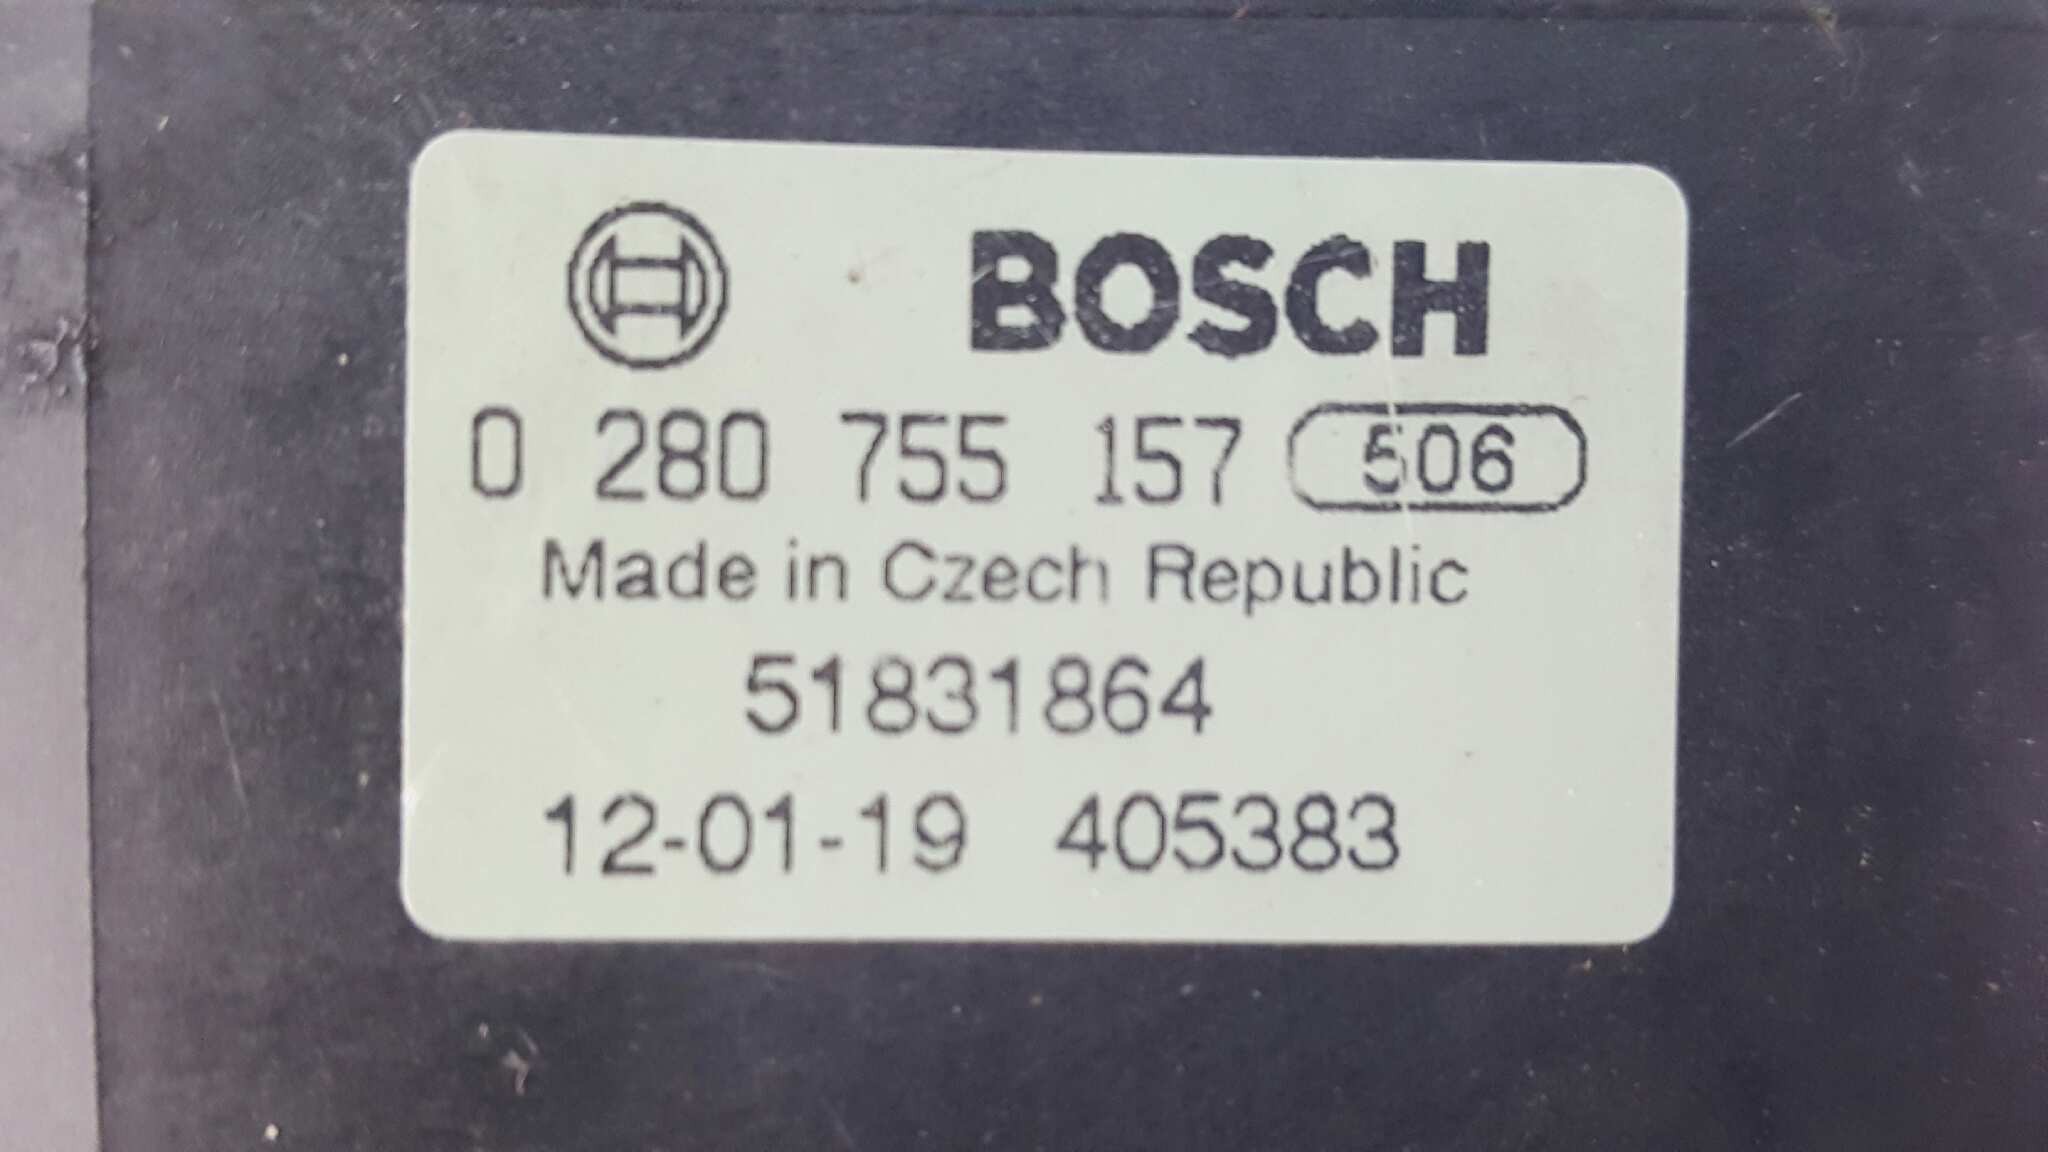 BOSCH
0 280 755 157 506
Made in Czech Republic
51831864
12-01-19 405383